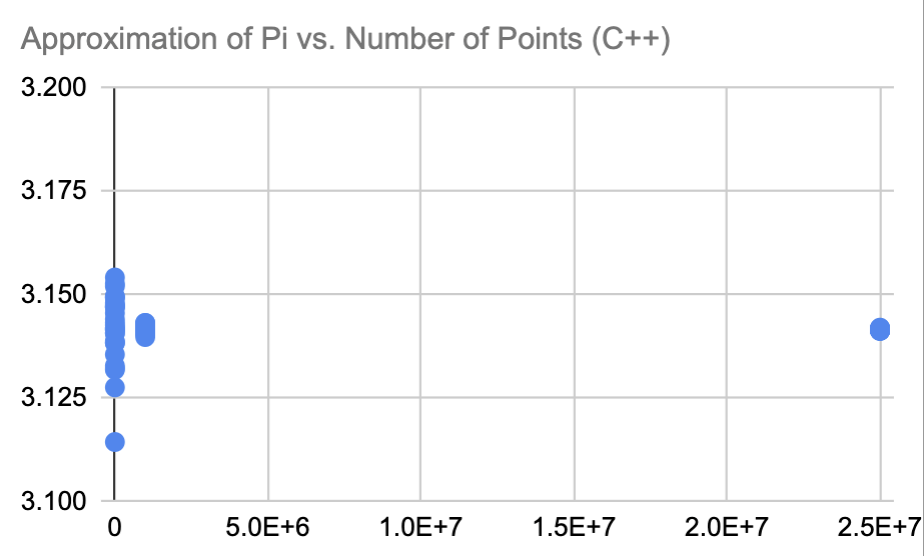 Approximation of Pi vs. Number of Points (C++)
3.200
3.175
3.150
3.125
3.100
0 5.0E+6 1.0E+7 1.5E+7 2.0E+7 2.5E+7